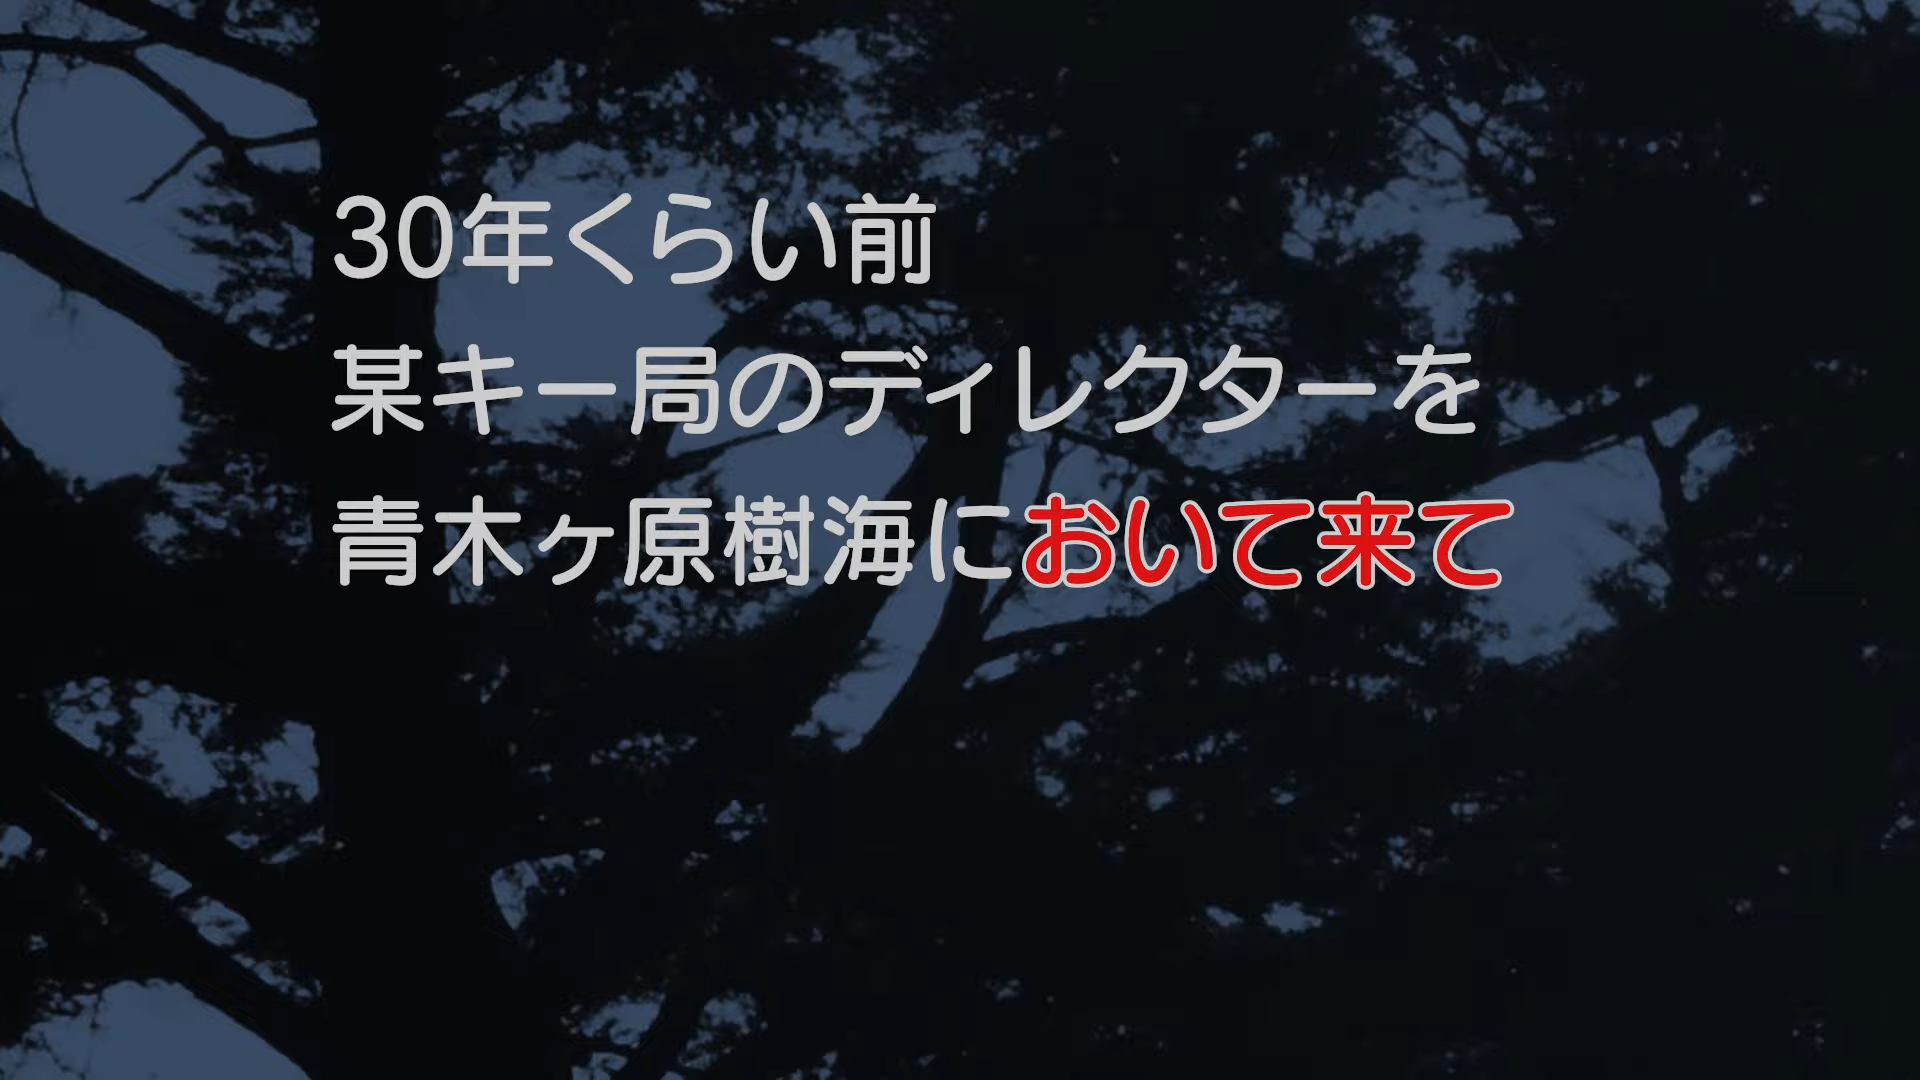 30年くらい前
某キー局のディレクターを
青木ヶ原樹海において来て